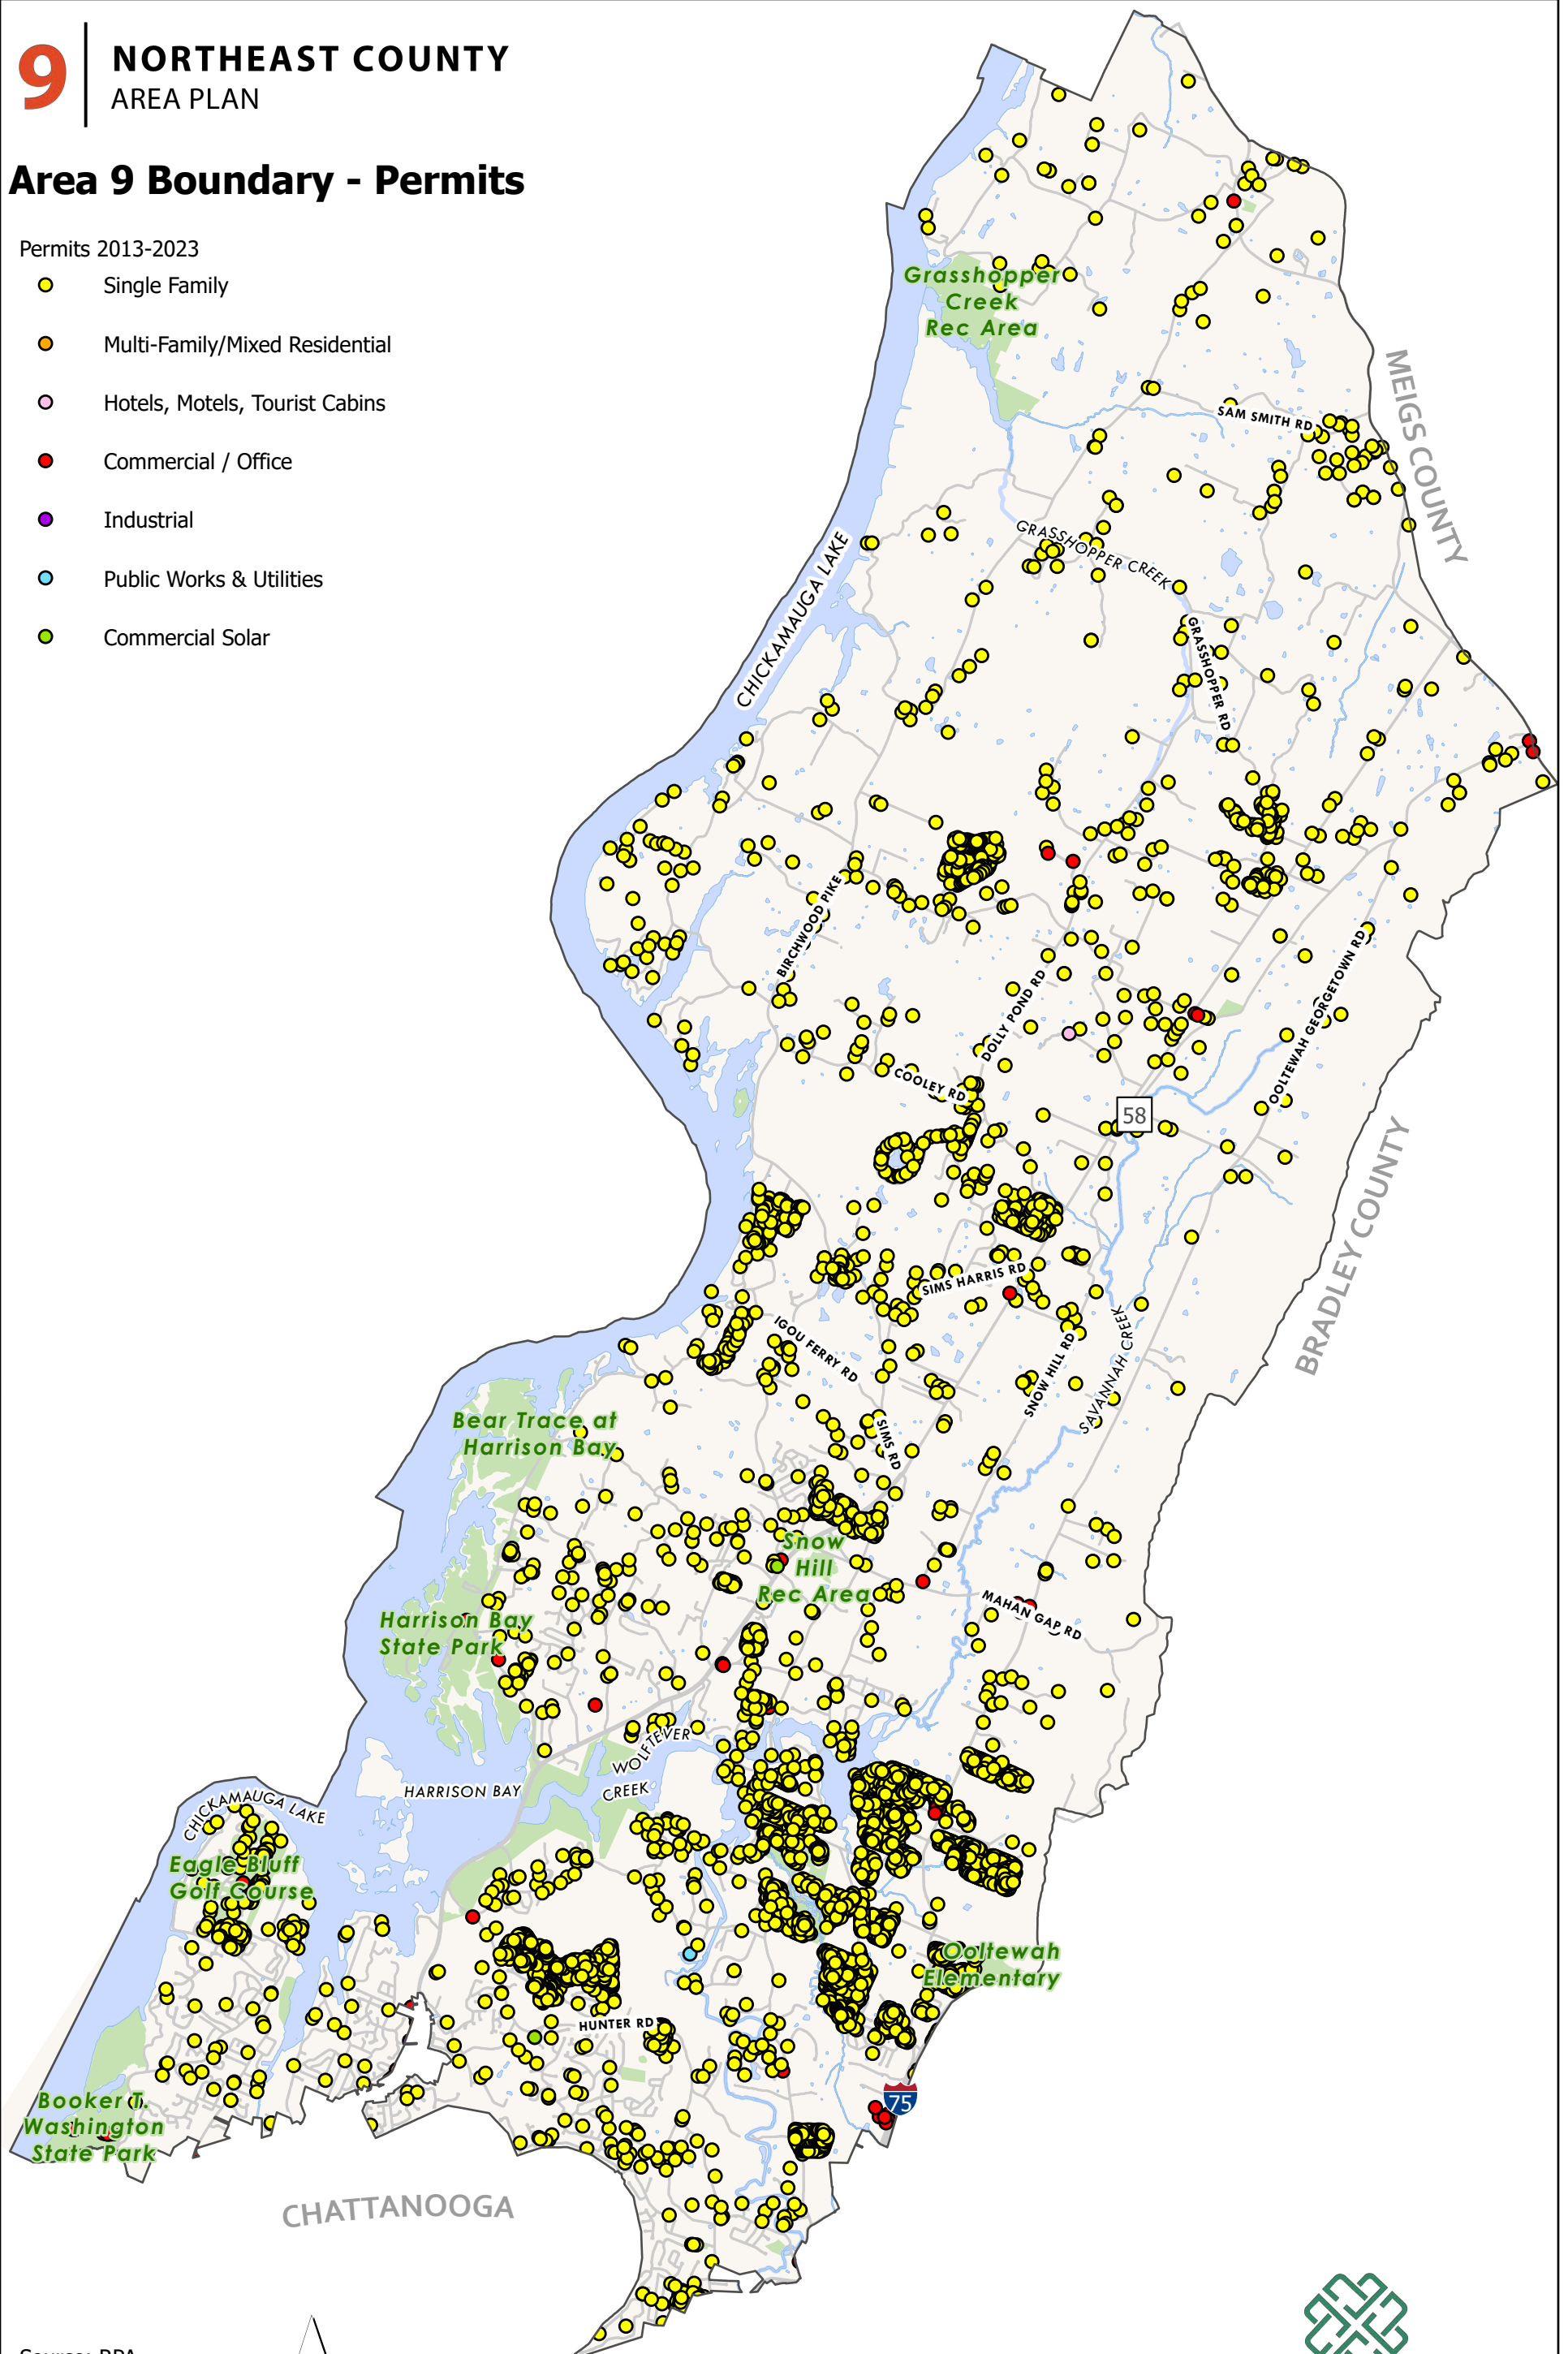 9
NORTHEAST COUNTY
AREA PLAN
Area 9 Boundary - Permits
Permits 2013-2023
Single Family
Multi-Family/Mixed Residential
Hotels, Motels, Tourist Cabins
Commercial / Office
Industrial
Public Works & Utilities
Commercial Solar
Grasshopper
Creek
Rec Area
MEIGS COUNTY
SAM SMITH RD
GRASSHOPPER CREEK
CHICKAMAUGA LAKE
GRASSHOPPER RD
BIRCHWOOD PIKE
OOLTEWAH GEORGETOWN RD
DOLLY POND RD
COOLEY RD
58
BRADLEY COUNTY
SIMS HARRIS RD
IGOU FERRY RD
SNOW HILL RD
SAVANNAH CREEK
Bear Trace at
Harrison Bay
SIMS RD
Snow
Hill
Rec Area
MAHAN GAP RD
Harrison Bay
State Park
WOLFTEVER
CREEK
HARRISON BAY
CHICKAMAUGA LAKE
Eagle Bluff
Golf Course
Ooltewah
Elementary
HUNTER RD
75
Booker T.
Washington
State Park
CHATTANOOGA